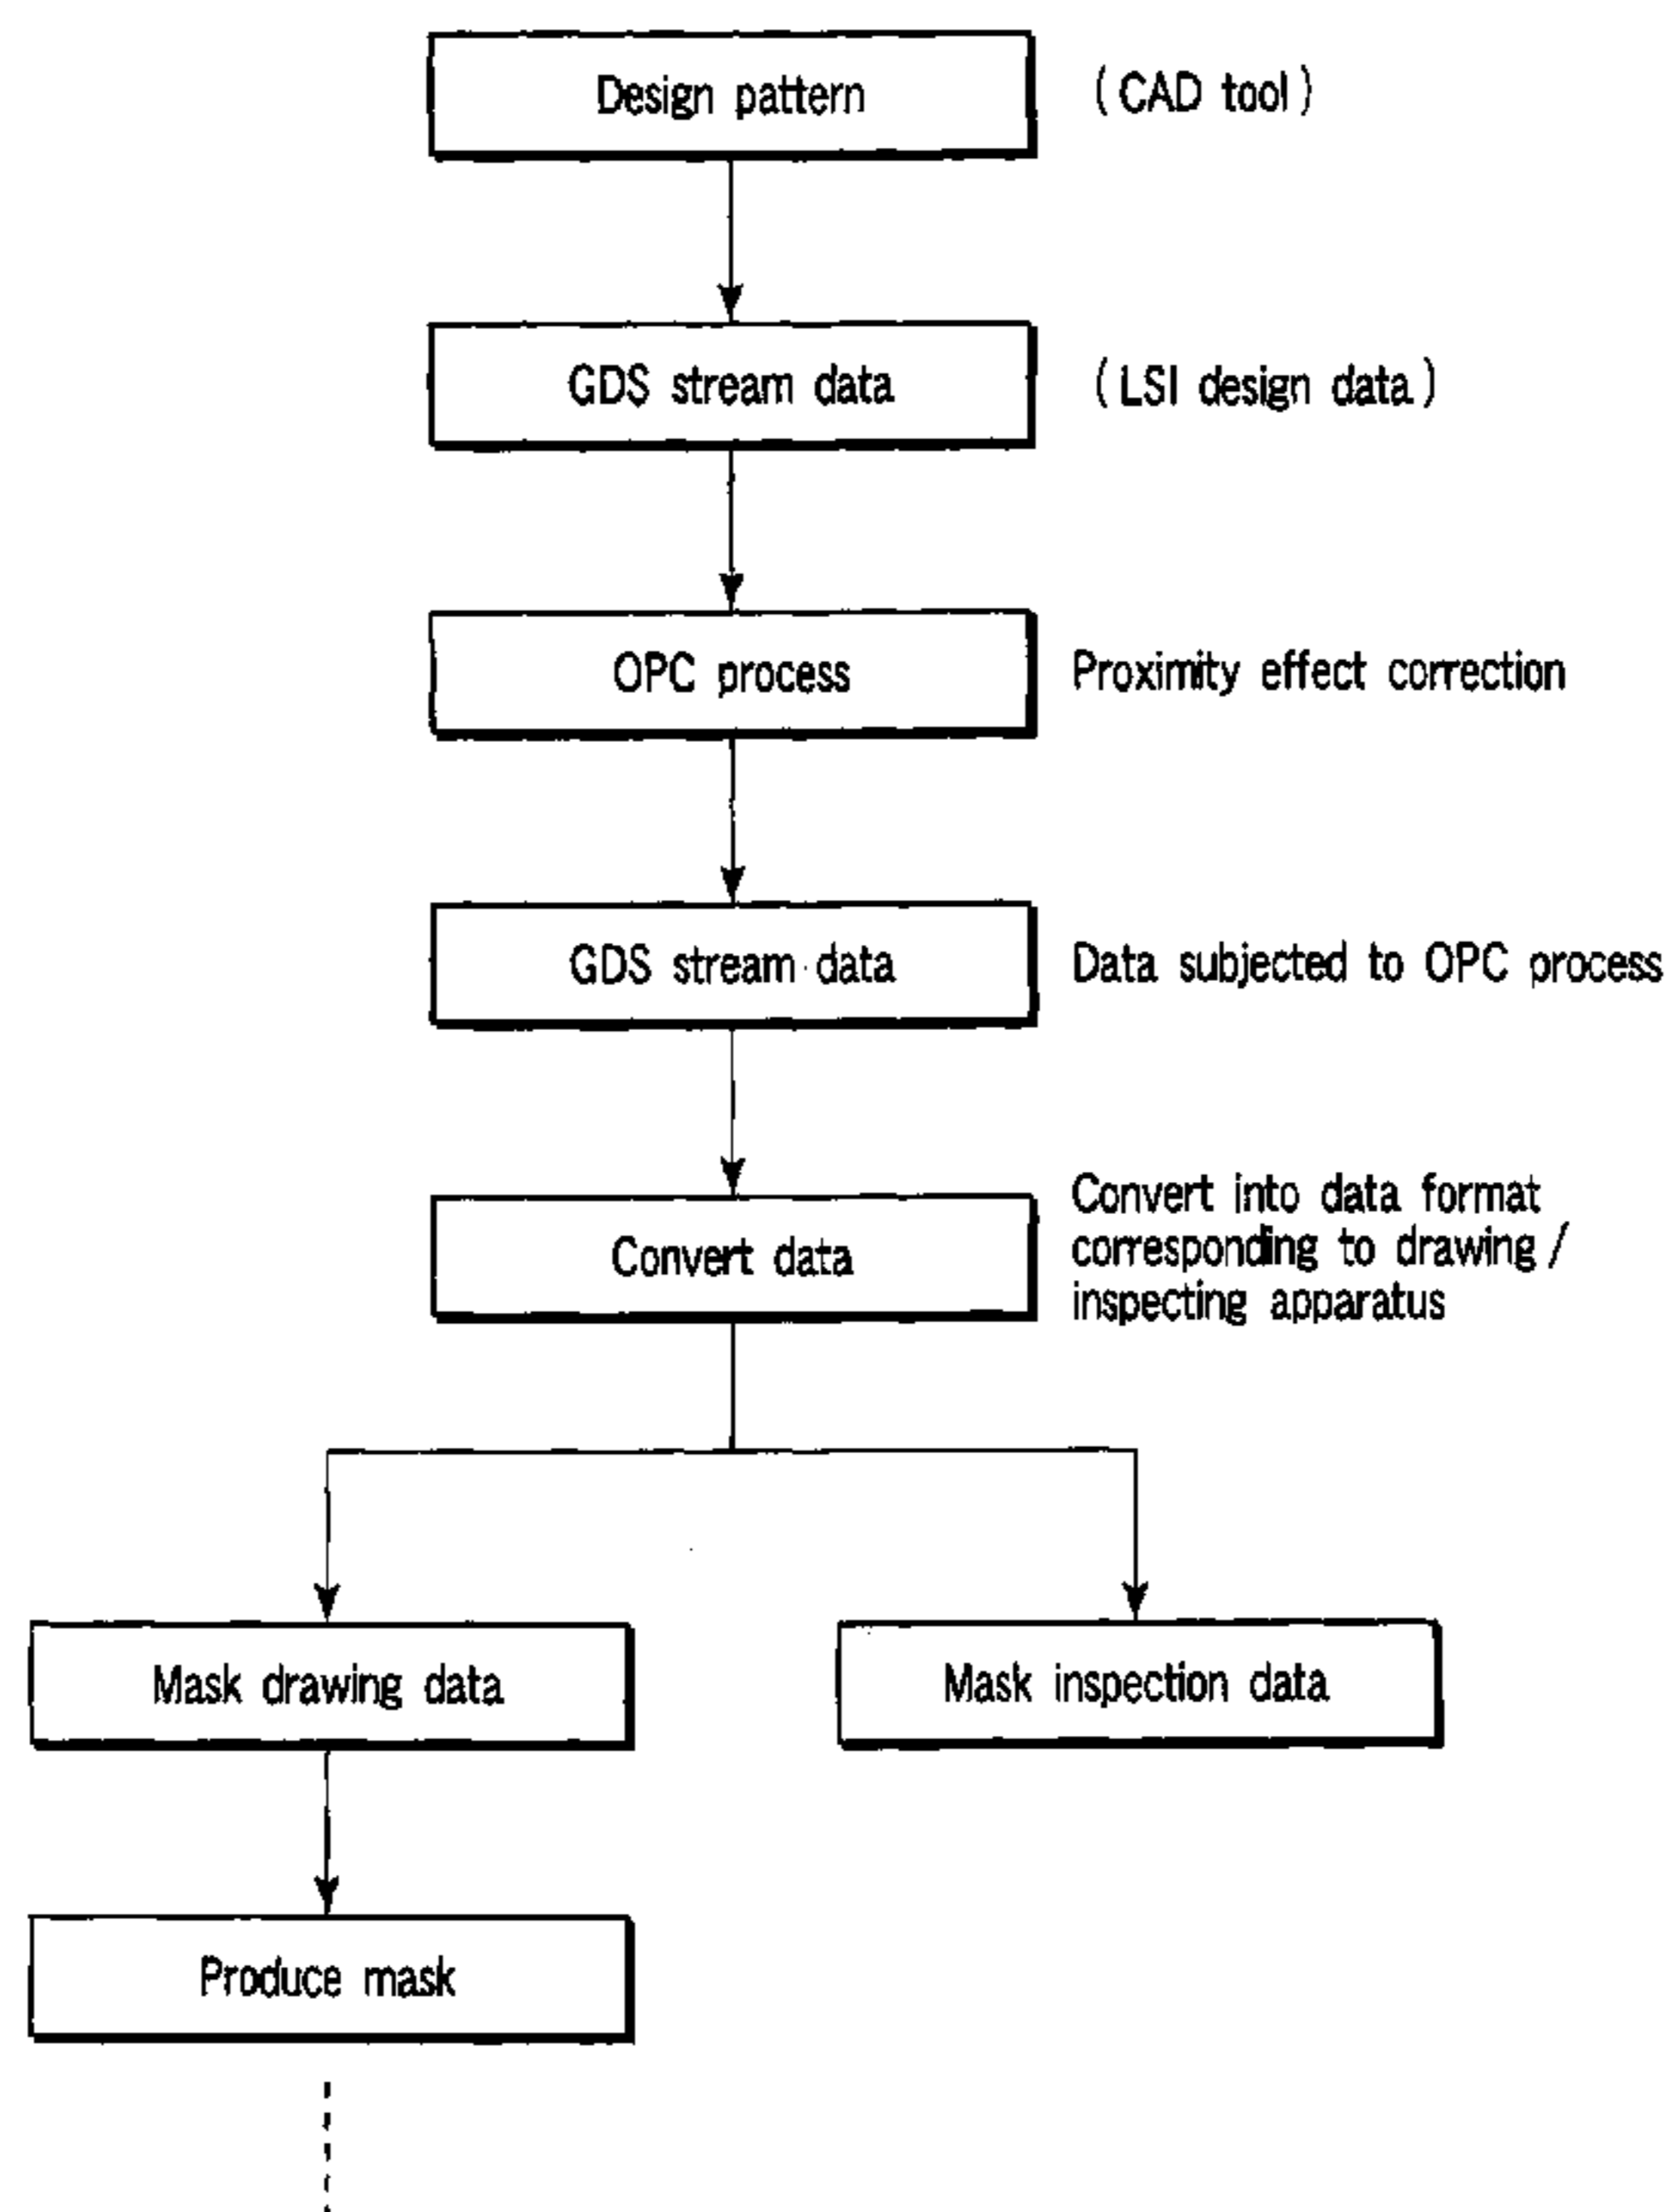 Design pattern
( CAD tool )
GDS stream data
( LSI design data )
OPC process
Proximity effect correction
GDS stream data
Data subjected to OPC process
Convert data
Convert into data format
corresponding to drawing /
inspecting apparatus
Mask drawing data
Mask inspection data
Produce mask